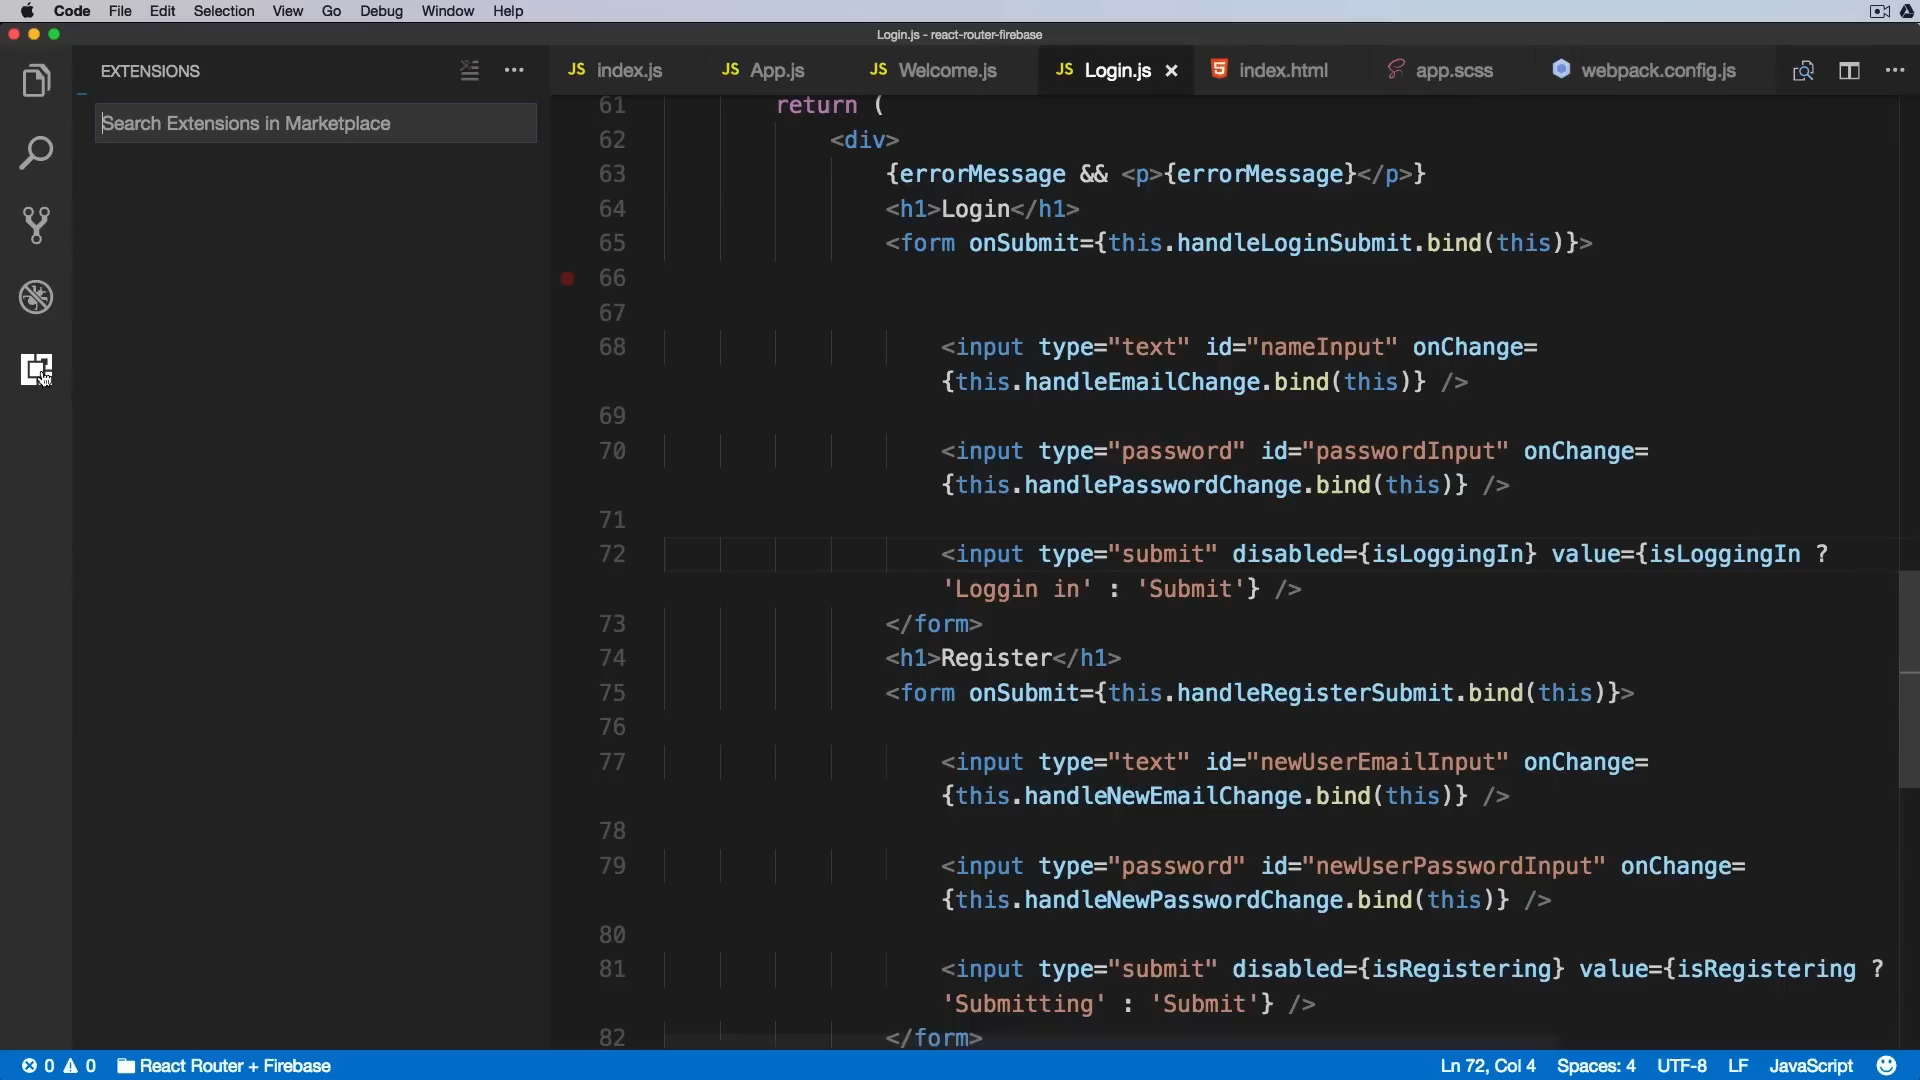 Code File Edit Selection View Go Debug Window Help
Login.js - react-router-firebase
EXTENSIONS
JS index.js
JS App.js
JS Welcome.js
JS Login.js ×
5 index.html
app.scss
webpack.config.js
Search Extensions in Marketplace
61 return (
62 <div>
63 {errorMessage && <p>{errorMessage}</p>}
64 <h1>Login</h1>
65 <form onSubmit={this.handleLoginSubmit.bind(this)}>
66
67
68 <input type="text" id="nameInput" onChange=
{this.handleEmailChange.bind(this)} />
69
70 <input type="password" id="passwordInput" onChange=
{this.handlePasswordChange.bind(this)} />
71
72 <input type="submit" disabled={isLoggingIn} value={isLoggingIn ?
'Loggin in' : 'Submit'} />
73 </form>
74 <h1>Register</h1>
75 <form onSubmit={this.handleRegisterSubmit.bind(this)}>
76
77 <input type="text" id="newUserEmailInput" onChange=
{this.handleNewEmailChange.bind(this)} />
78
79 <input type="password" id="newUserPasswordInput" onChange=
{this.handleNewPasswordChange.bind(this)} />
80
81 <input type="submit" disabled={isRegistering} value={isRegistering ?
'Submitting' : 'Submit'} />
82 </form>
0 0 React Router + Firebase
Ln 72, Col 4 Spaces: 4 UTF-8 LF JavaScript